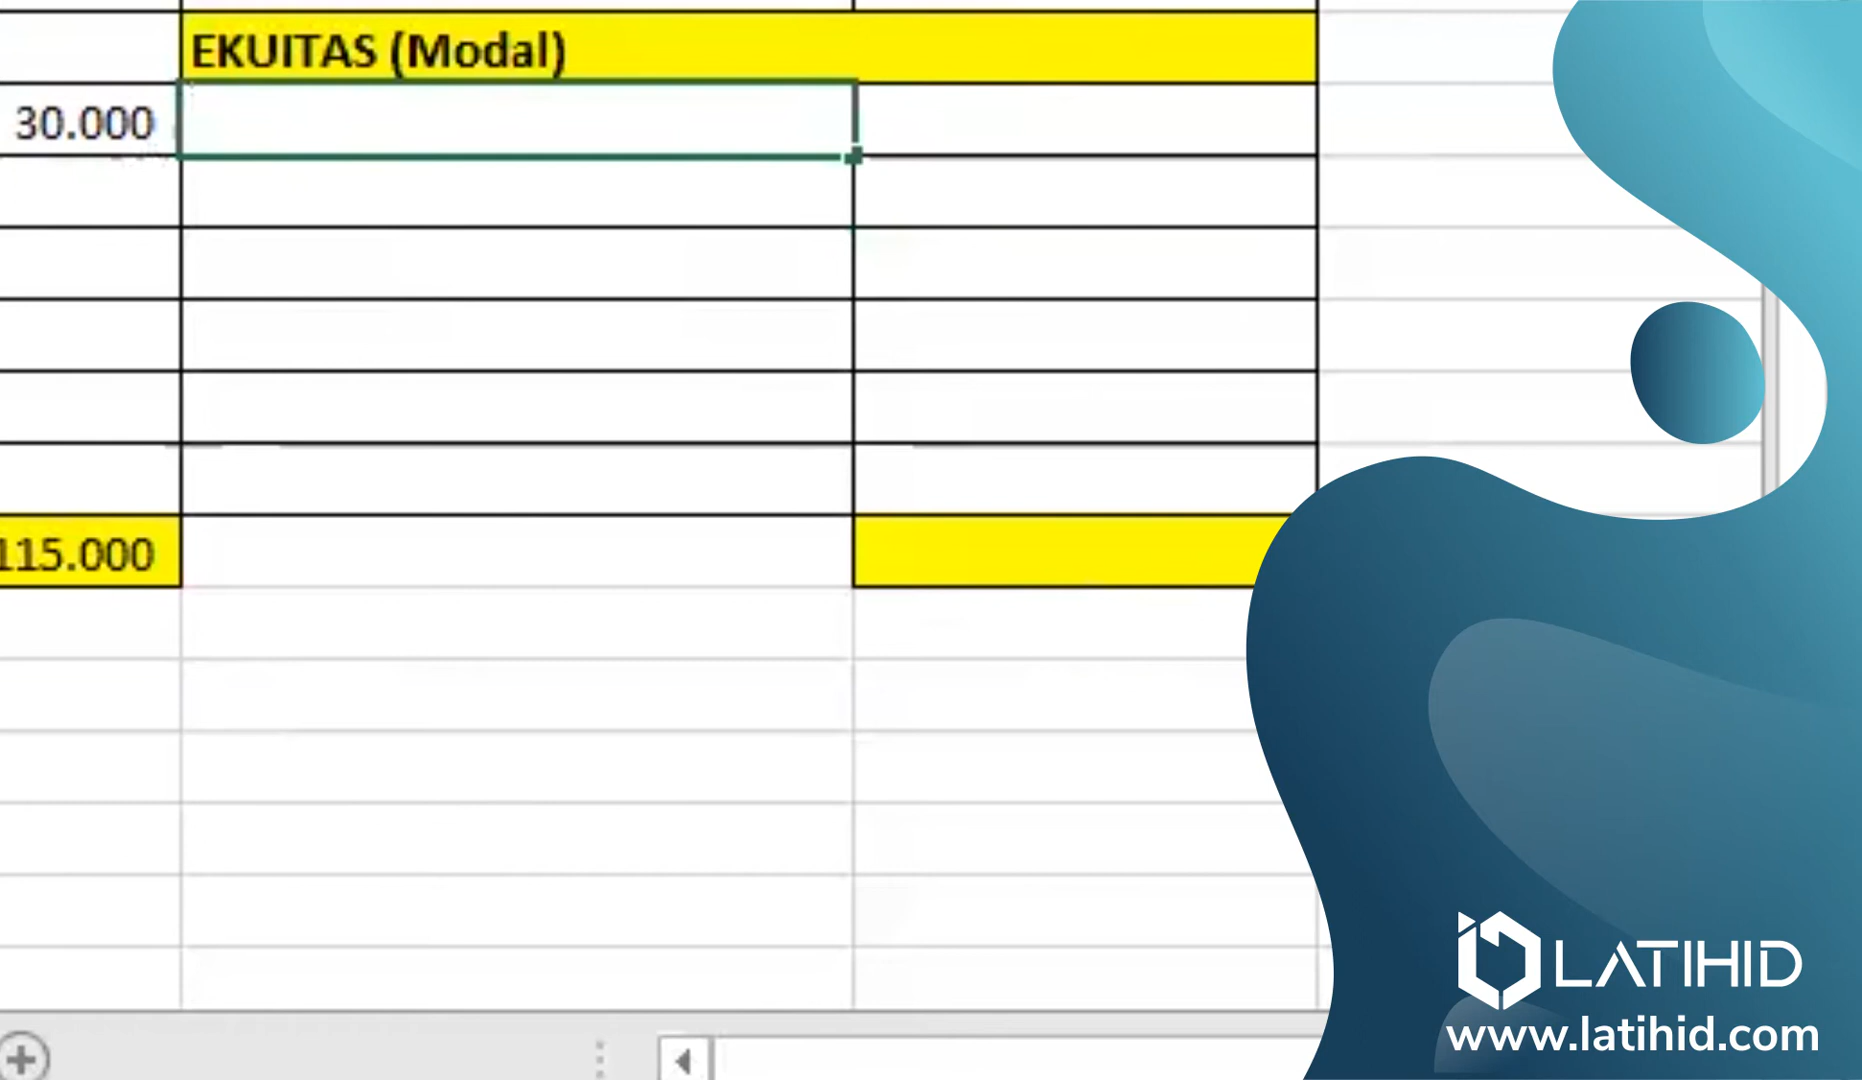 EKUITAS (Modal)
30.000
115.000
LATIHID
www.latihid.com